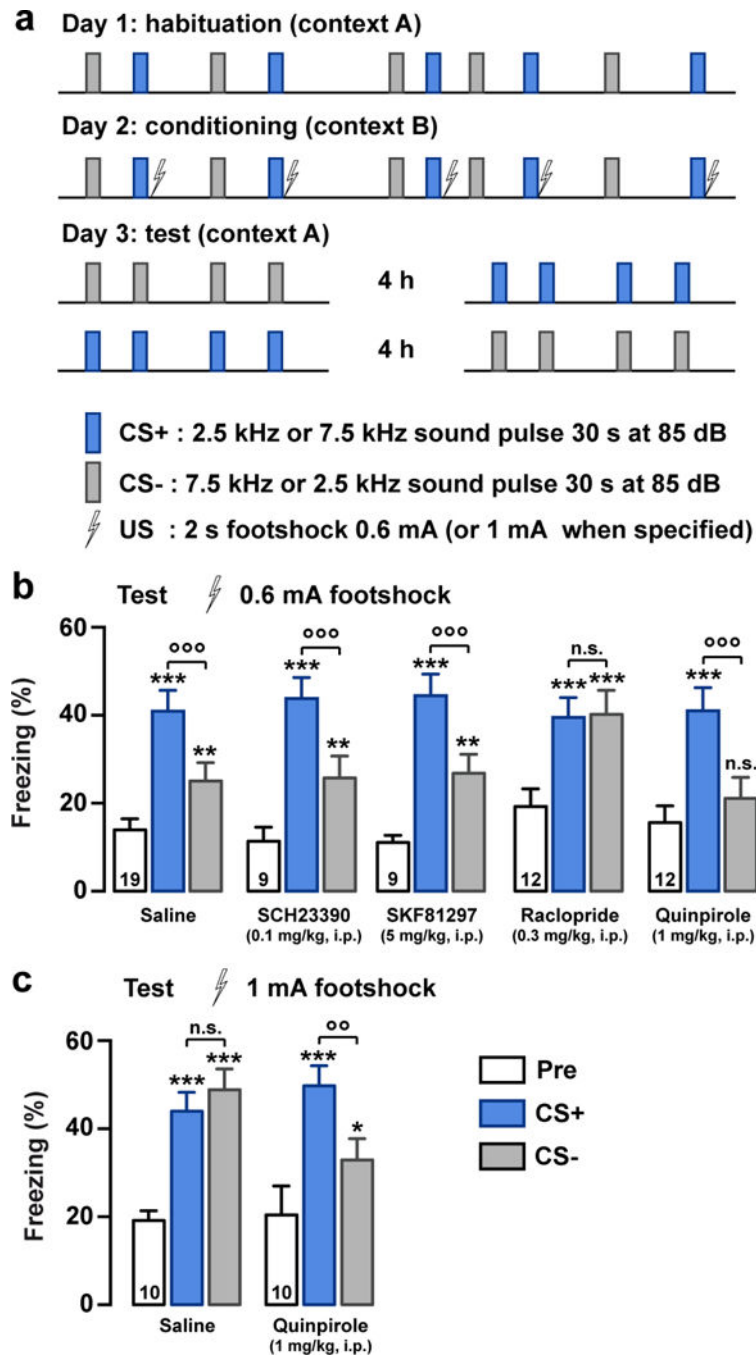 a
Day 1: habituation (context A)
Day 2: conditioning (context B)
Day 3: test (context A)
4 h
4 h
CS+ : 2.5 kHz or 7.5 kHz sound pulse 30 s at 85 dB
CS- : 7.5 kHz or 2.5 kHz sound pulse 30 s at 85 dB
US : 2 s footshock 0.6 mA (or 1 mA when specified)
b
Test 0.6 mA footshock
Freezing (%)
60
40
20
0
*** °°° **
*** °°° **
*** °°° **
*** n.s. ***
*** °°° n.s.
19 9 9 12 12
Saline SCH23390 SKF81297 Raclopride Quinpirole
(0.1 mg/kg, i.p.) (5 mg/kg, i.p.) (0.3 mg/kg, i.p.) (1 mg/kg, i.p.)
c
Test 1 mA footshock
Freezing (%)
60
40
20
0
*** n.s. ***
*** °° *
10 10
Saline Quinpirole
(1 mg/kg, i.p.)
Pre
CS+
CS-